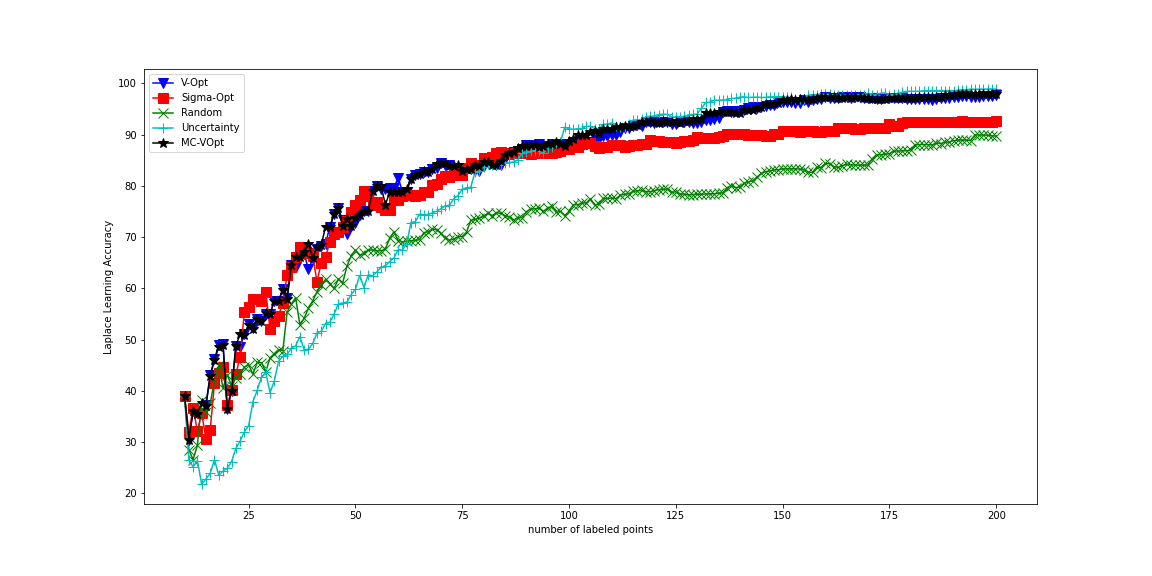 V-Opt
Sigma-Opt
Random
Uncertainty
MC-VOpt
Laplace Learning Accuracy
100
90
80
70
60
50
40
30
20
25 50 75 100 125 150 175 200
number of labeled points